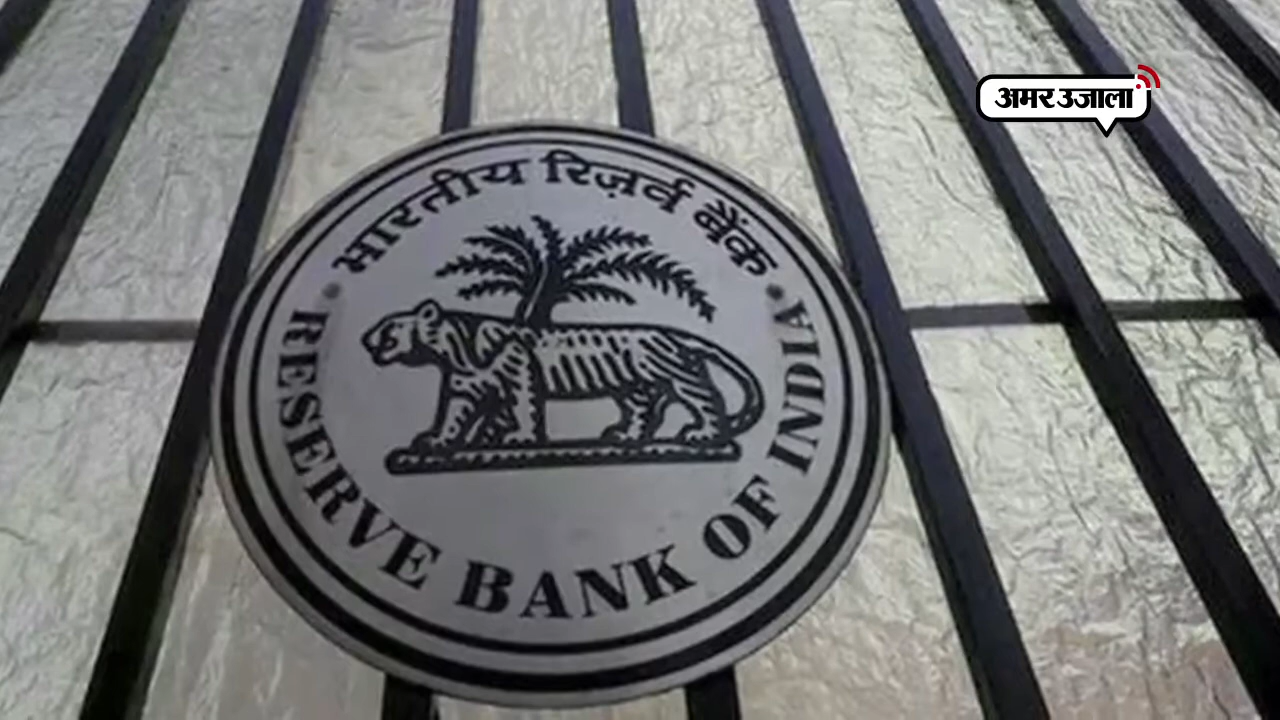 अमर उजाला
भारतीय रिज़र्व बैंक
RESERVE BANK OF INDIA